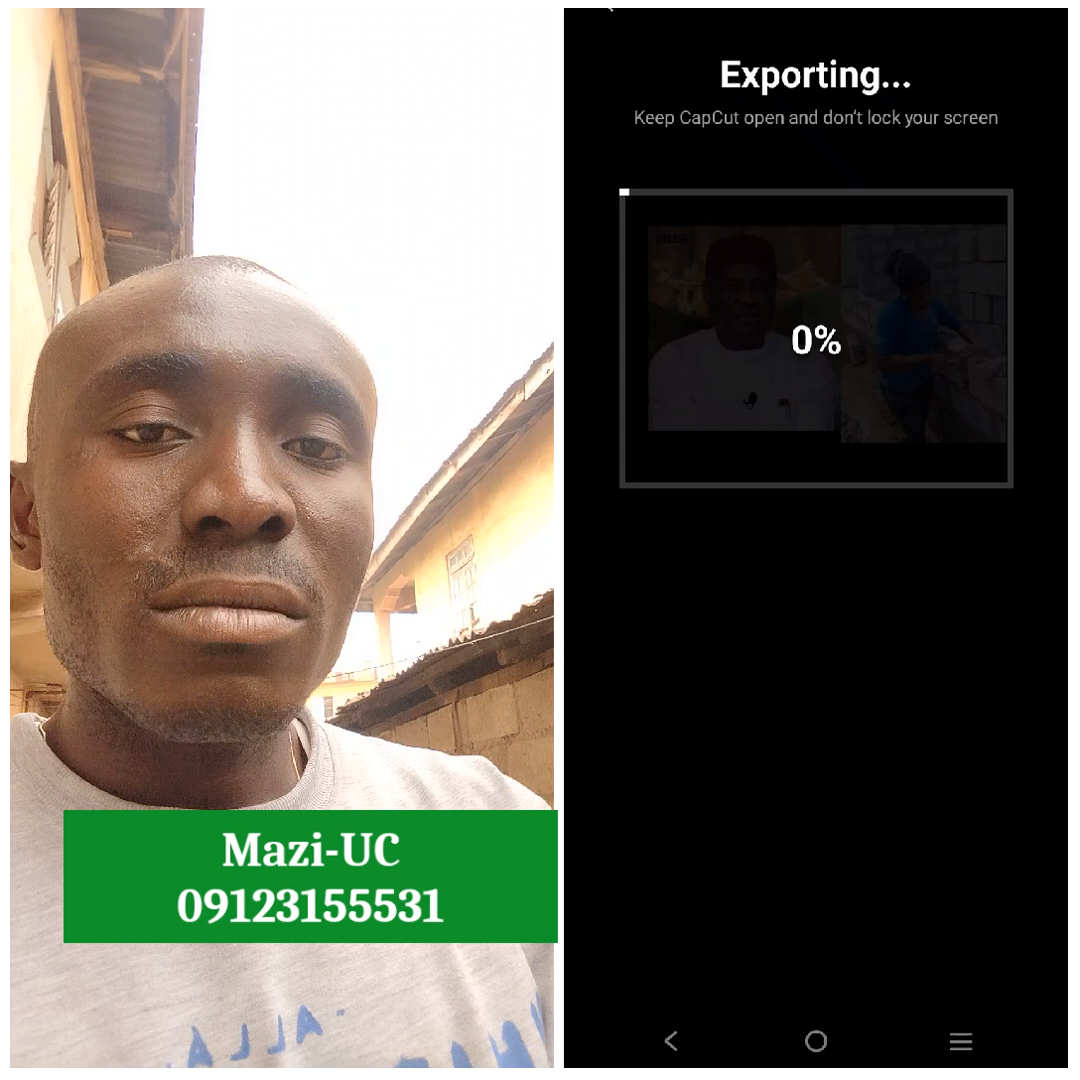 Mazi-UC
09123155531
Exporting...
Keep CapCut open and don't lock your screen
0%